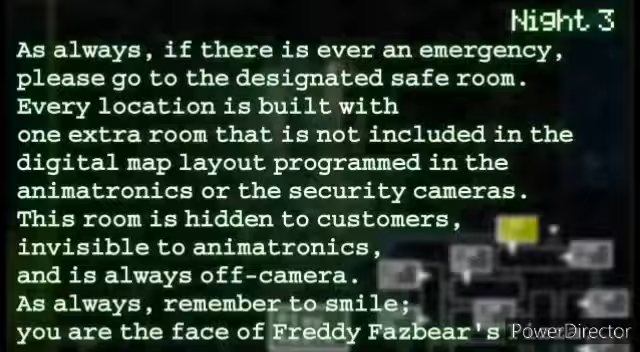 Night 3
As always, if there is ever an emergency,
please go to the designated safe room.
Every location is built with
one extra room that is not included in the
digital map layout programmed in the
animatronics or the security cameras.
This room is hidden to customers,
invisible to animatronics,
and is always off-camera.
As always, remember to smile;
you are the face of Freddy Fazbear's
PowerDirector